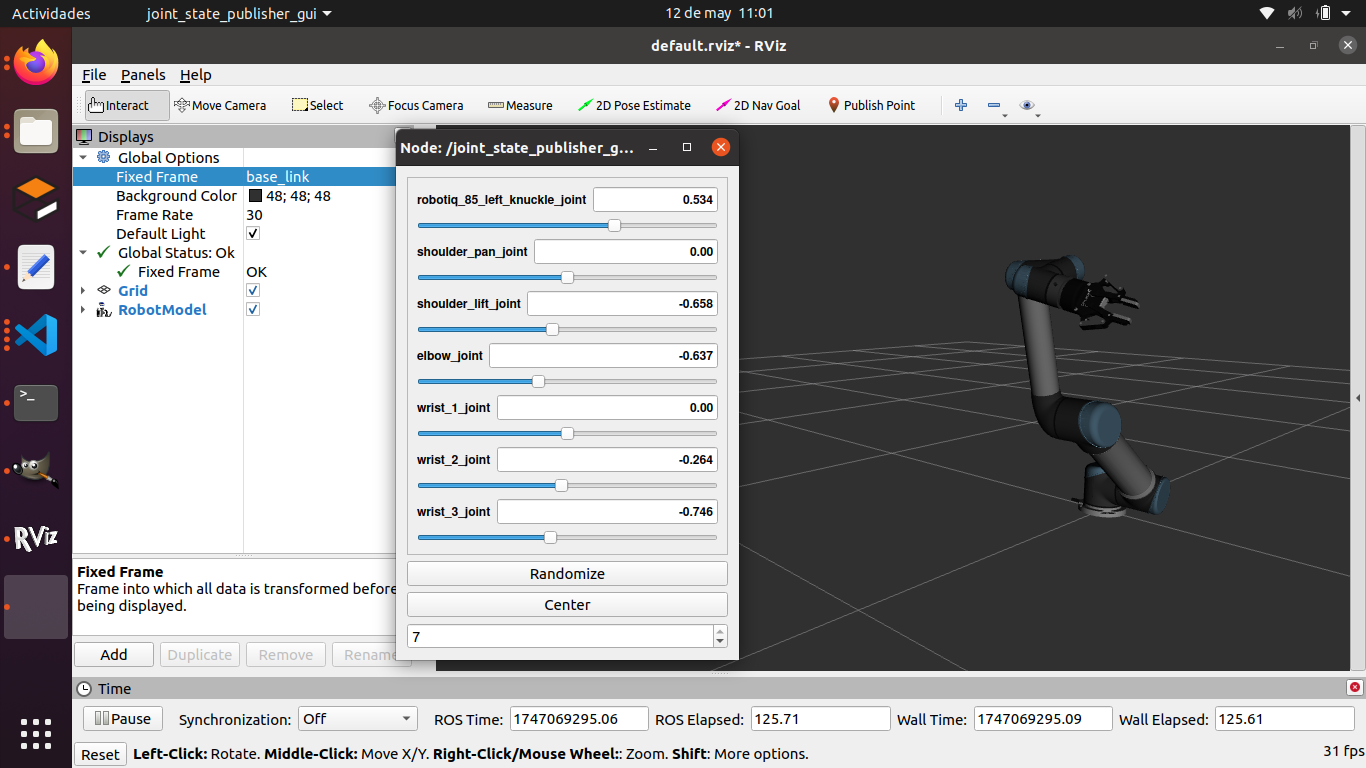 Actividades joint_state_publisher_gui 12 de may 11:01
default.rviz* - RViz
File Panels Help
Interact Move Camera Select Focus Camera Measure 2D Pose Estimate 2D Nav Goal Publish Point
Displays
Global Options
Fixed Frame base_link
Background Color 48; 48; 48
Frame Rate 30
Default Light
Global Status: Ok
Fixed Frame OK
Grid
RobotModel
Fixed Frame
Frame into which all data is transformed before
being displayed.
Add Duplicate Remove Rename
Node: /joint_state_publisher_g...
robotiq_85_left_knuckle_joint 0.534
shoulder_pan_joint 0.00
shoulder_lift_joint -0.658
elbow_joint -0.637
wrist_1_joint 0.00
wrist_2_joint -0.264
wrist_3_joint -0.746
Randomize
Center
7
RViz
>_
Time
Pause Synchronization: Off ROS Time: 1747069295.06 ROS Elapsed: 125.71 Wall Time: 1747069295.09 Wall Elapsed: 125.61
Reset Left-Click: Rotate. Middle-Click: Move X/Y. Right-Click/Mouse Wheel:: Zoom. Shift: More options. 31 fps